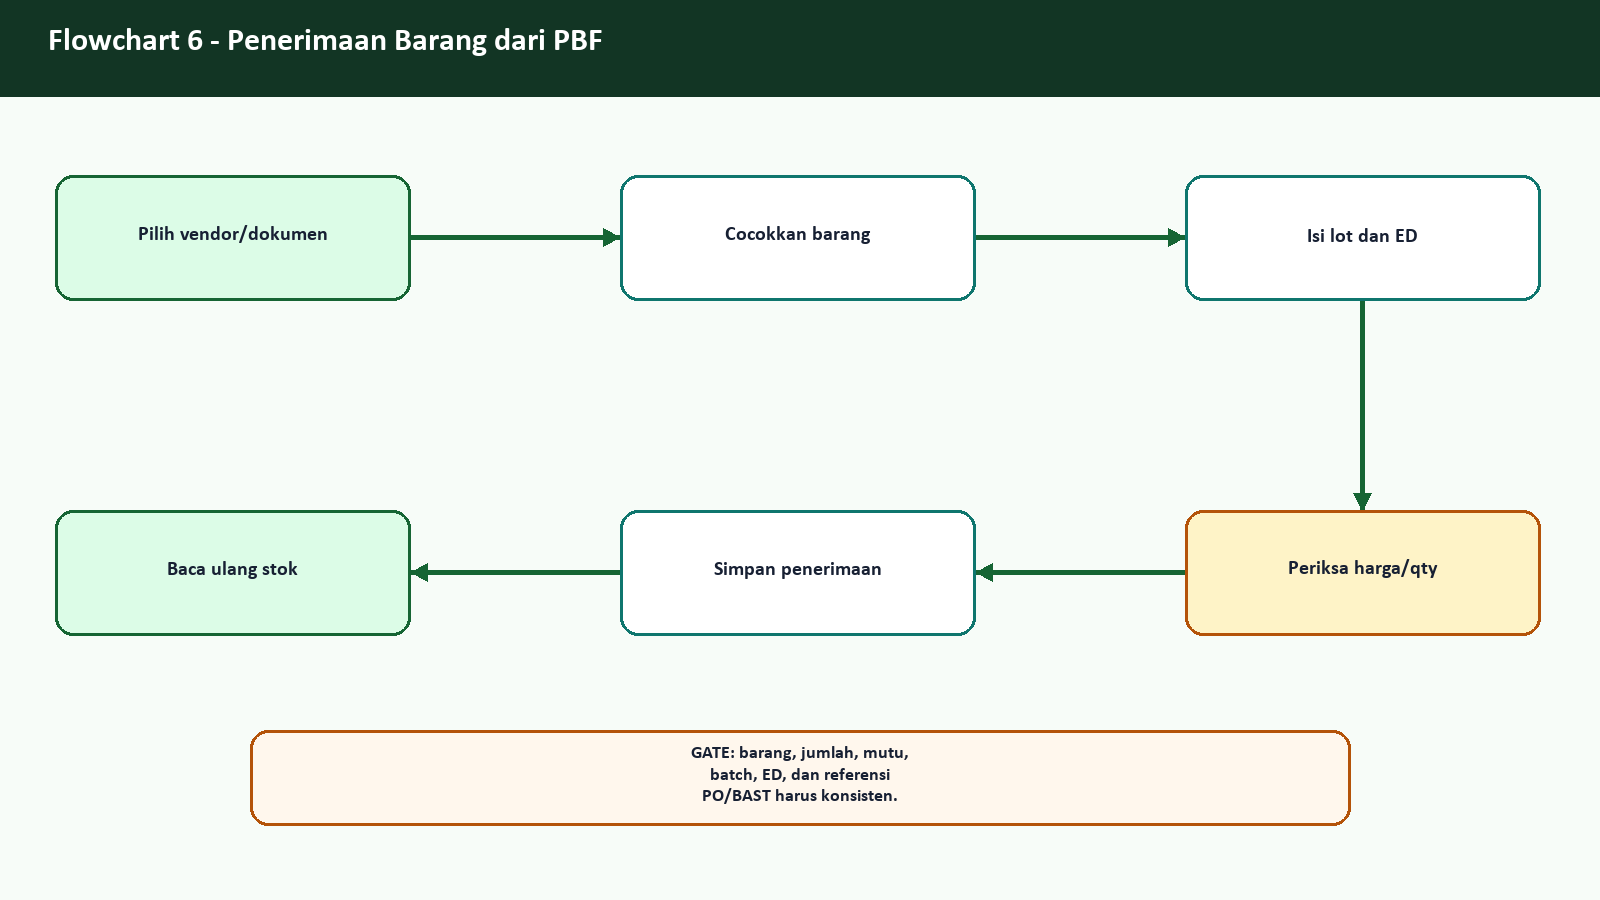 Flowchart 6 - Penerimaan Barang dari PBF
Pilih vendor/dokumen
Cocokkan barang
Isi lot dan ED
Periksa harga/qty
Simpan penerimaan
Baca ulang stok
GATE: barang, jumlah, mutu,
batch, ED, dan referensi
PO/BAST harus konsisten.